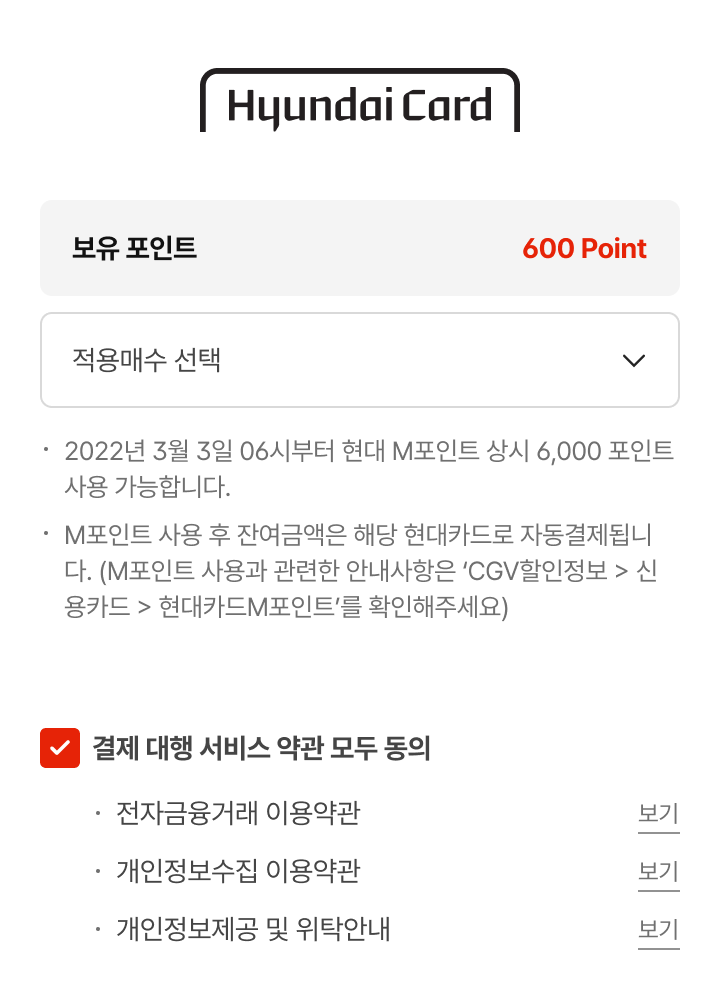 Hyundai Card
보유 포인트
600 Point
적용매수 선택
· 2022년 3월 3일 06시부터 현대 M포인트 상시 6,000 포인트
사용 가능합니다.
· M포인트 사용 후 잔여금액은 해당 현대카드로 자동결제됩니
다. (M포인트 사용과 관련한 안내사항은 ‘CGV할인정보 > 신
용카드 > 현대카드M포인트’를 확인해주세요)
결제 대행 서비스 약관 모두 동의
· 전자금융거래 이용약관 보기
· 개인정보수집 이용약관 보기
· 개인정보제공 및 위탁안내 보기